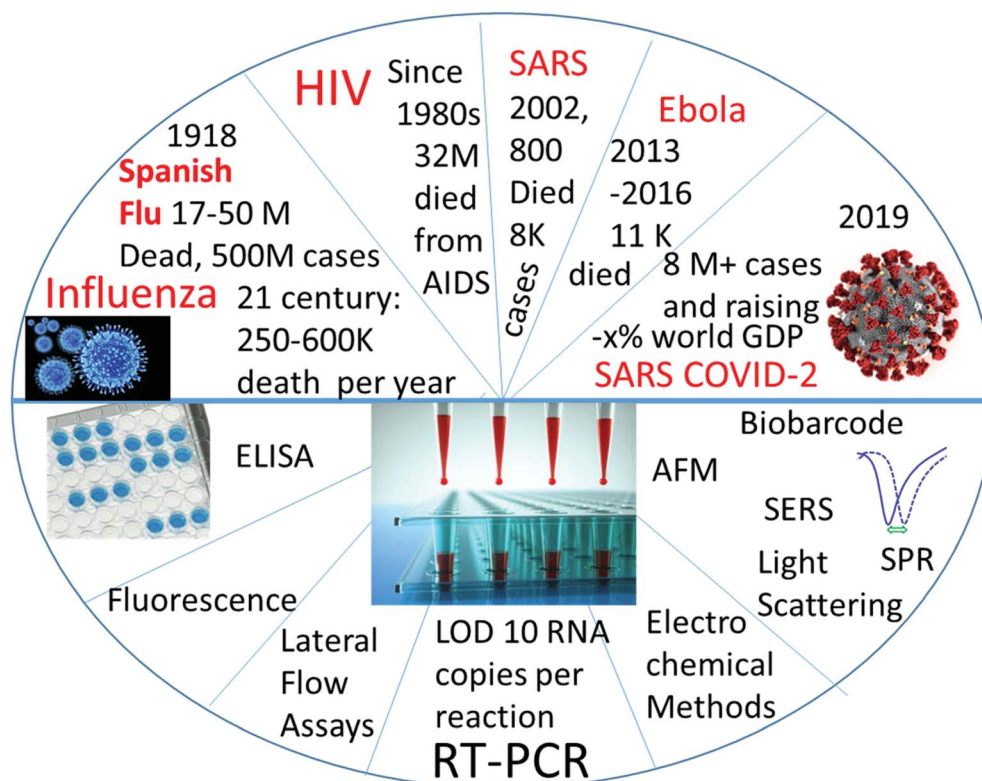 1918
Spanish
Flu 17-50 M
Dead, 500M cases
Influenza
21 century:
250-600K
death per year
HIV
Since
1980s
32M
died
from
AIDS
SARS
2002,
800
Died
8K
cases
Ebola
2013
-2016
11 K
died
2019
8 M+ cases
and raising
-x% world GDP
SARS COVID-2
ELISA
Fluorescence
Lateral
Flow
Assays
LOD 10 RNA
copies per
reaction
RT-PCR
Electro
chemical
Methods
AFM
Biobarcode
SERS
SPR
Light
Scattering